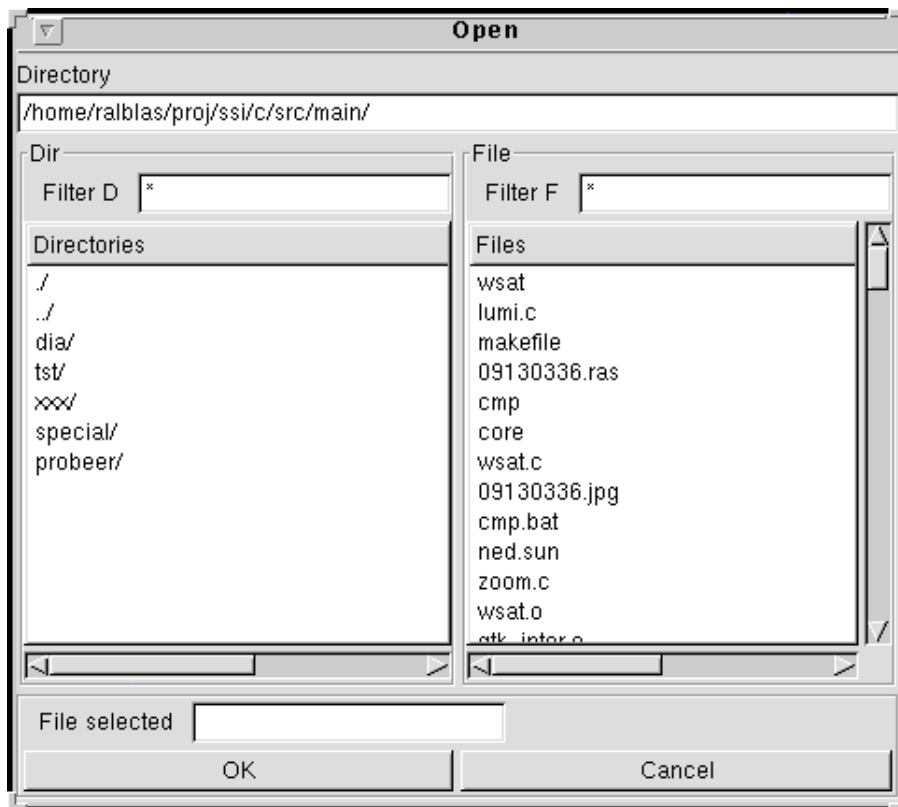 Open
Directory
/home/ralblas/proj/ssi/c/src/main/
Dir
Filter D *
Directories
./
../
dia/
tst/
xxx/
special/
probeer/
File
Filter F *
Files
wsat
lumi.c
makefile
09130336.ras
cmp
core
wsat.c
09130336.jpg
cmp.bat
ned.sun
zoom.c
wsat.o
File selected
OK Cancel